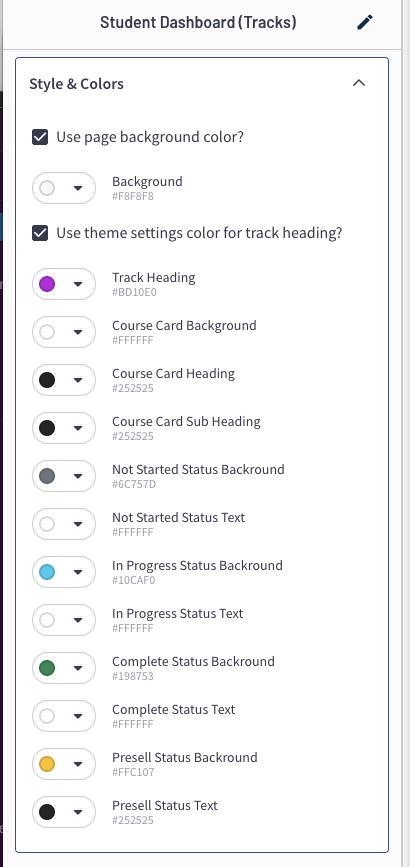 Student Dashboard (Tracks)
Style & Colors
Use page background color?
Background
#F8F8F8
Use theme settings color for track heading?
Track Heading
#BD10E0
Course Card Background
#FFFFFF
Course Card Heading
#252525
Course Card Sub Heading
#252525
Not Started Status Backround
#6C757D
Not Started Status Text
#FFFFFF
In Progress Status Backround
#10CAF0
In Progress Status Text
#FFFFFF
Complete Status Backround
#198753
Complete Status Text
#FFFFFF
Presell Status Background
#FFC107
Presell Status Text
#252525